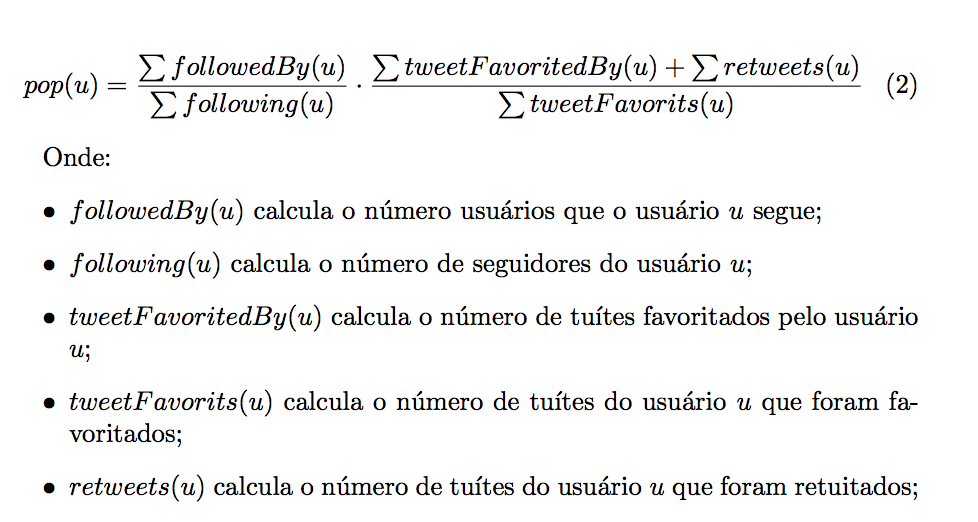 pop(u) = \frac{\sum followedBy(u)}{\sum following(u)} \cdot \frac{\sum tweetFavoritedBy(u) + \sum retweets(u)}{\sum tweetFavorits(u)} (2)
Onde:
• followedBy(u) calcula o número usuários que o usuário u segue;
• following(u) calcula o número de seguidores do usuário u;
• tweetFavoritedBy(u) calcula o número de tuítes favoritados pelo usuário
u;
• tweetFavorits(u) calcula o número de tuítes do usuário u que foram fa-
voritados;
• retweets(u) calcula o número de tuítes do usuário u que foram retuitados;